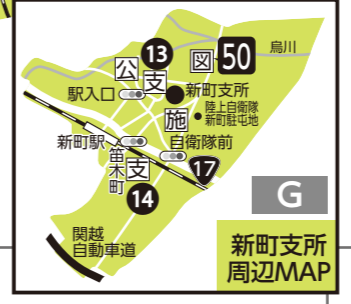 13
公
支
図
50
烏川
駅入口
新町支所
陸上自衛隊
新町駐屯地
施
新町駅
自衛隊前
笛木町
支
17
14
G
関越
自動車道
新町支所
周辺MAP